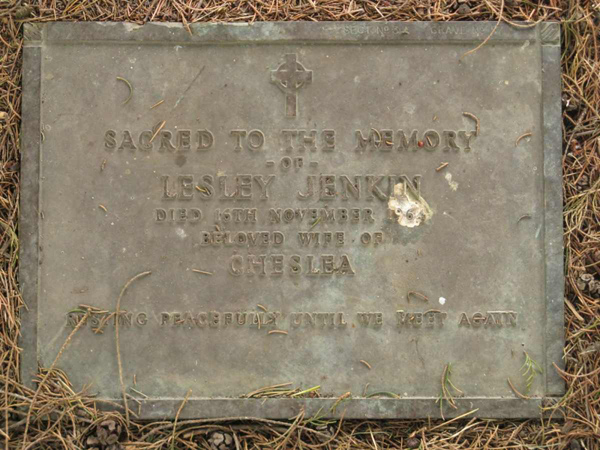 SACRED TO THE MEMORY
- OF -
LESLEY JENKIN
DIED 16TH NOVEMBER
BELOVED WIFE OF
CHESLEA
PEACEFULLY UNTIL WE MEET AGAIN